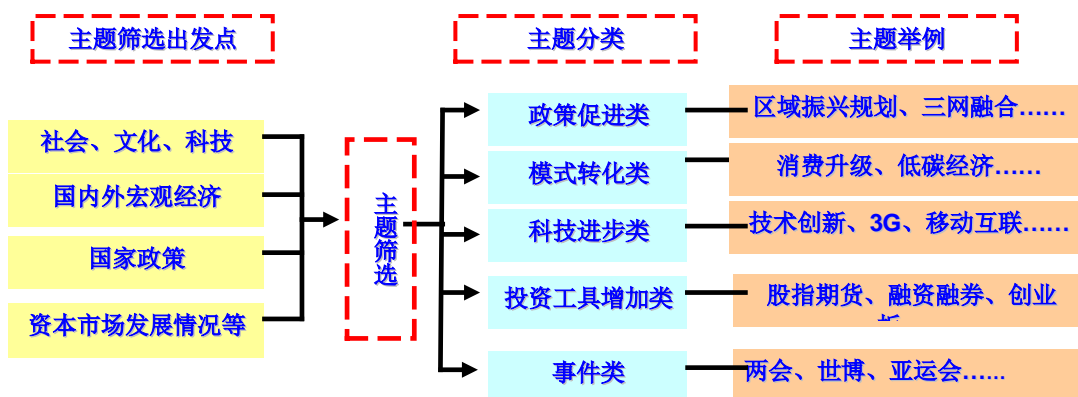 主题筛选出发点
主题分类
主题举例
社会、文化、科技
国内外宏观经济
国家政策
资本市场发展情况等
主题筛选
政策促进类
模式转化类
科技进步类
投资工具增加类
事件类
区域振兴规划、三网融合……
消费升级、低碳经济……
技术创新、3G、移动互联……
股指期货、融资融券、创业
两会、世博、亚运会……